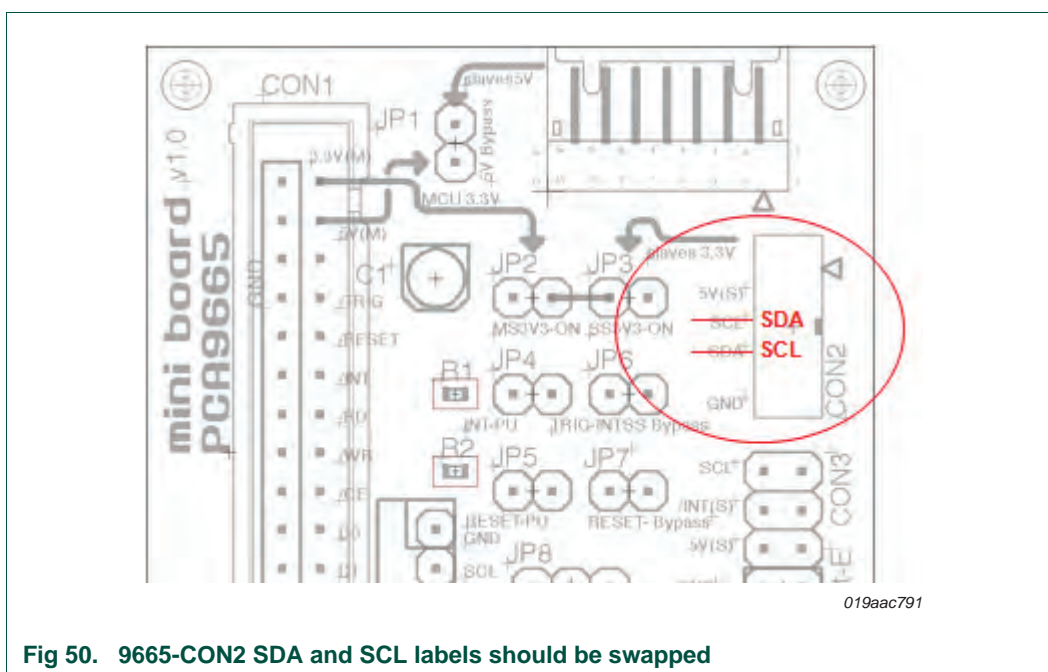 CON1
slaves5V
JP1
5V Bypass
3.3V(M)
MCU 3.3V
5V(M)
mini board v1.0
PCA9665
GND
C1
JP2
JP3
slaves 3,3V
MS3V3-ON
SS3V3-ON
5V(S)
SCL
SDA
SDA
SCL
GND
CON2
TRIG
/RESET
/INT
/RD
/WR
/CE
R1
JP4
JP6
/INT-PU
TRIG-INTSS Bypass
R2
JP5
JP7
/RESET-PU
RESET- Bypass
GND
SCL
JP8
SCL
/INT(S)
5V(S)
CON3
019aac791
Fig 50. 9665-CON2 SDA and SCL labels should be swapped